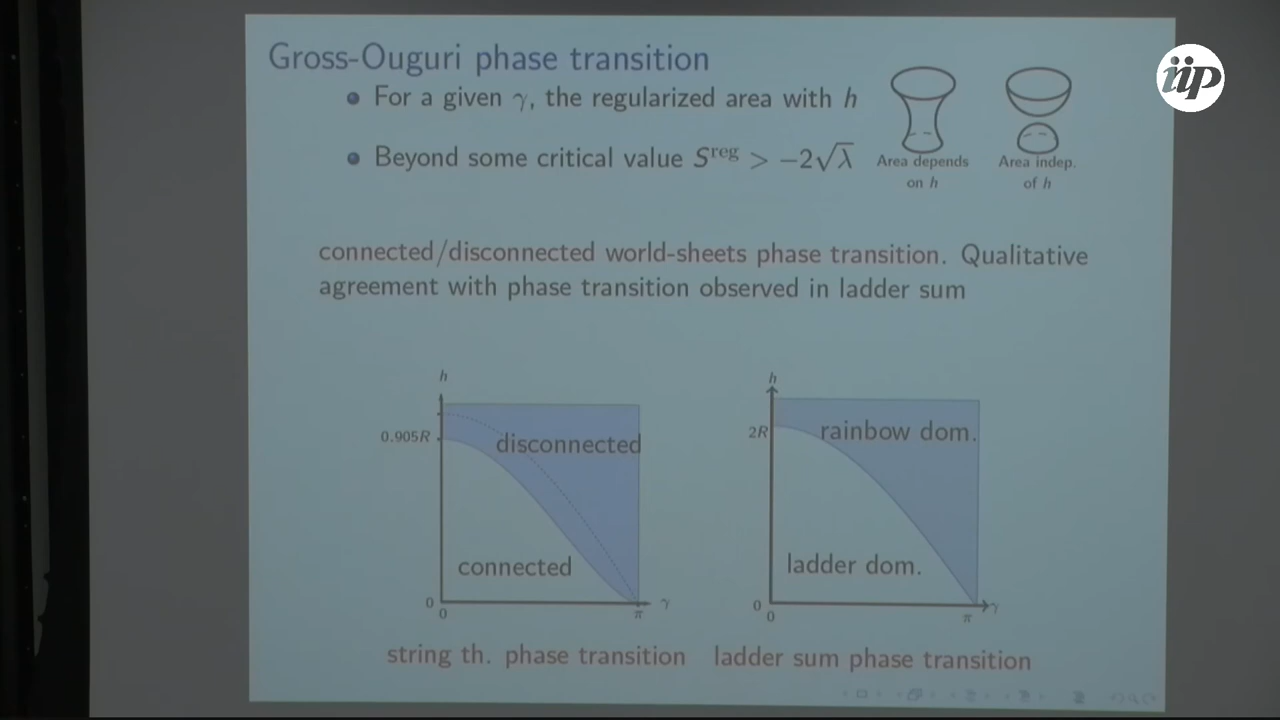 Gross-Ouguri phase transition
• For a given γ, the regularized area with h
• Beyond some critical value S^reg > −2√λ
Area depends
on h
Area indep.
of h
connected/disconnected world-sheets phase transition. Qualitative
agreement with phase transition observed in ladder sum
h
0.905R
disconnected
connected
0
0
π
γ
h
2R
rainbow dom.
ladder dom.
0
0
π
γ
string th. phase transition
ladder sum phase transition
iip